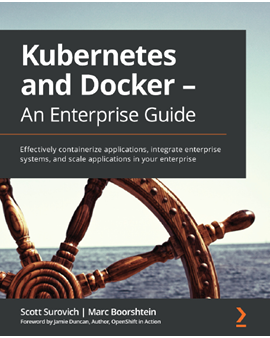 Kubernetes
and Docker –
An Enterprise Guide
Effectively containerize applications, integrate enterprise
systems, and scale applications in your enterprise
Scott Surovich | Marc Boorshtein
Foreword by Jamie Duncan, Author, OpenShift in Action